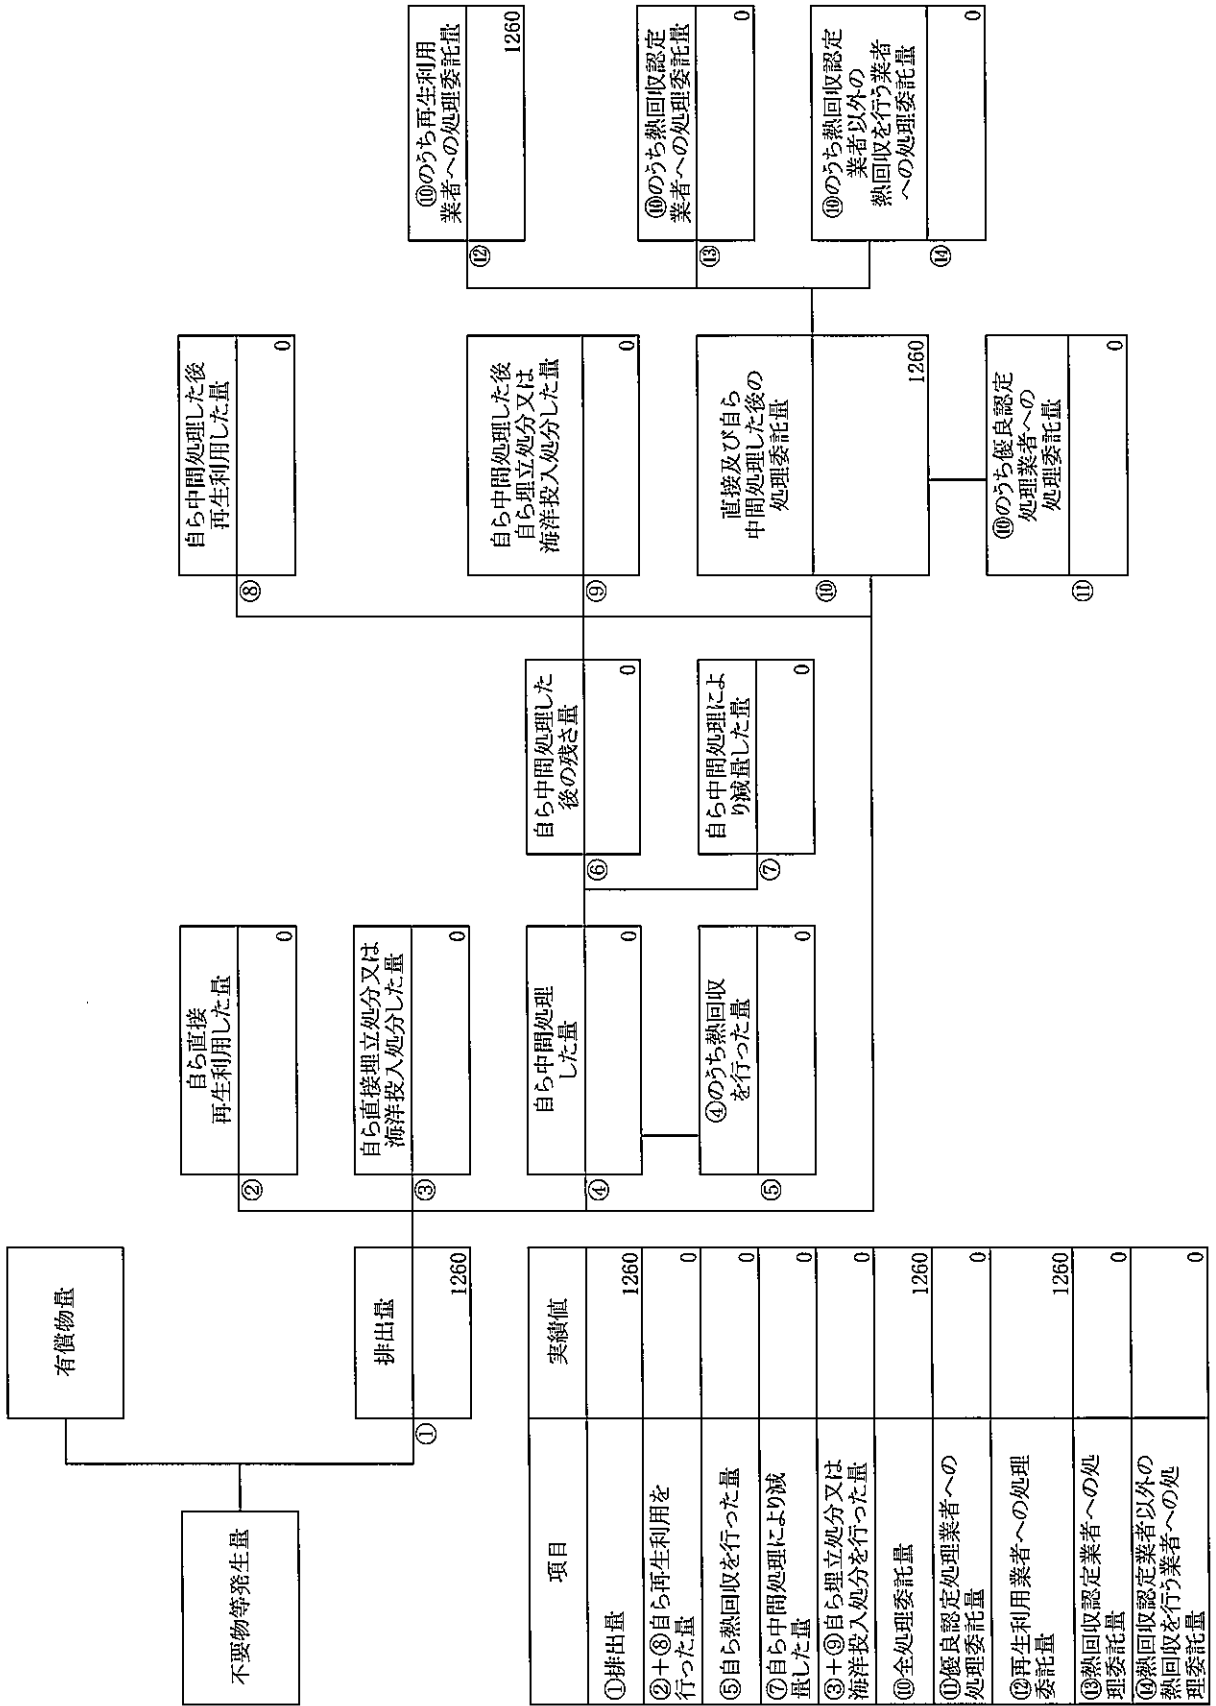 不要物等発生量
有償物量
①
排出量
1260
②
自ら直接
再生利用した量
0
③
自ら直接埋立処分又は
海洋投入処分した量
0
④
自ら中間処理
した量
0
⑤
④のうち熱回収
を行った量
0
⑥
自ら中間処理した
後の残さ量
0
⑦
自ら中間処理によ
り減量した量
0
⑧
自ら中間処理した後
再生利用した量
0
⑨
自ら中間処理した後
自ら埋立処分又は
海洋投入処分した量
0
⑩
直接及び自ら
中間処理した後の
処理委託量
1260
⑪
⑩のうち優良認定
処理業者への
処理委託量
0
⑫
⑩のうち再生利用
業者への処理委託量
1260
⑬
⑩のうち熱回収認定
業者への処理委託量
0
⑭
⑩のうち熱回収認定
業者以外の
熱回収を行う業者
への処理委託量
0
項目
実績値
①排出量
1260
②+⑧自ら再生利用を
行った量
0
⑤自ら熱回収を行った量
0
⑦自ら中間処理により減
量した量
0
③+⑨自ら埋立処分又は
海洋投入処分を行った量
0
⑩全処理委託量
1260
⑪優良認定処理業者への
処理委託量
0
⑫再生利用業者への処理
委託量
1260
⑬熱回収認定業者への処
理委託量
0
⑭熱回収認定業者以外の
熱回収を行う業者への処
理委託量
0